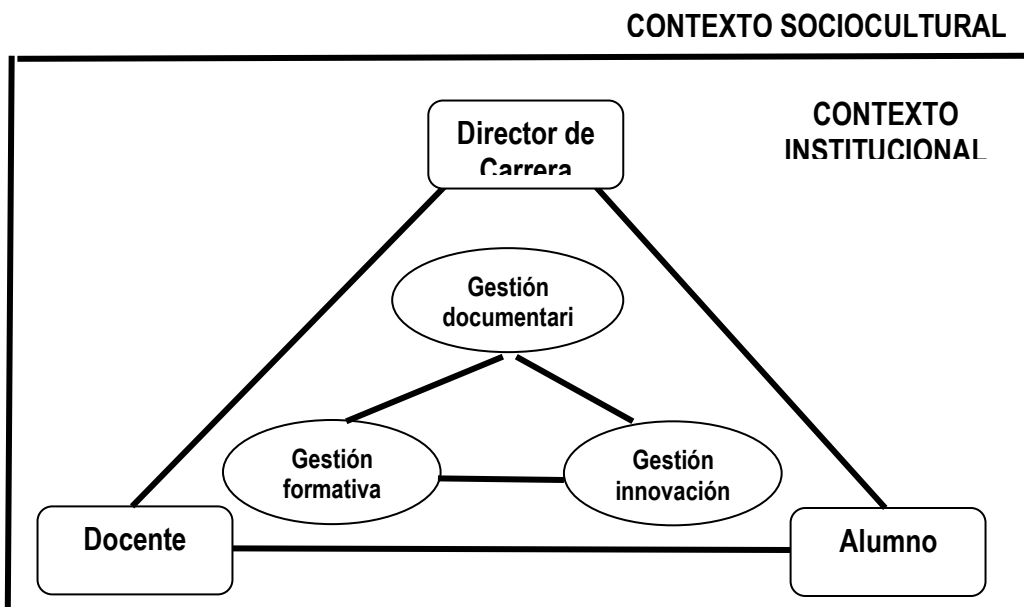 CONTEXTO SOCIOCULTURAL
CONTEXTO
INSTITUCIONAL
Director de
Carrera
Gestión
documentari
Gestión
formativa
Gestión
innovación
Docente
Alumno